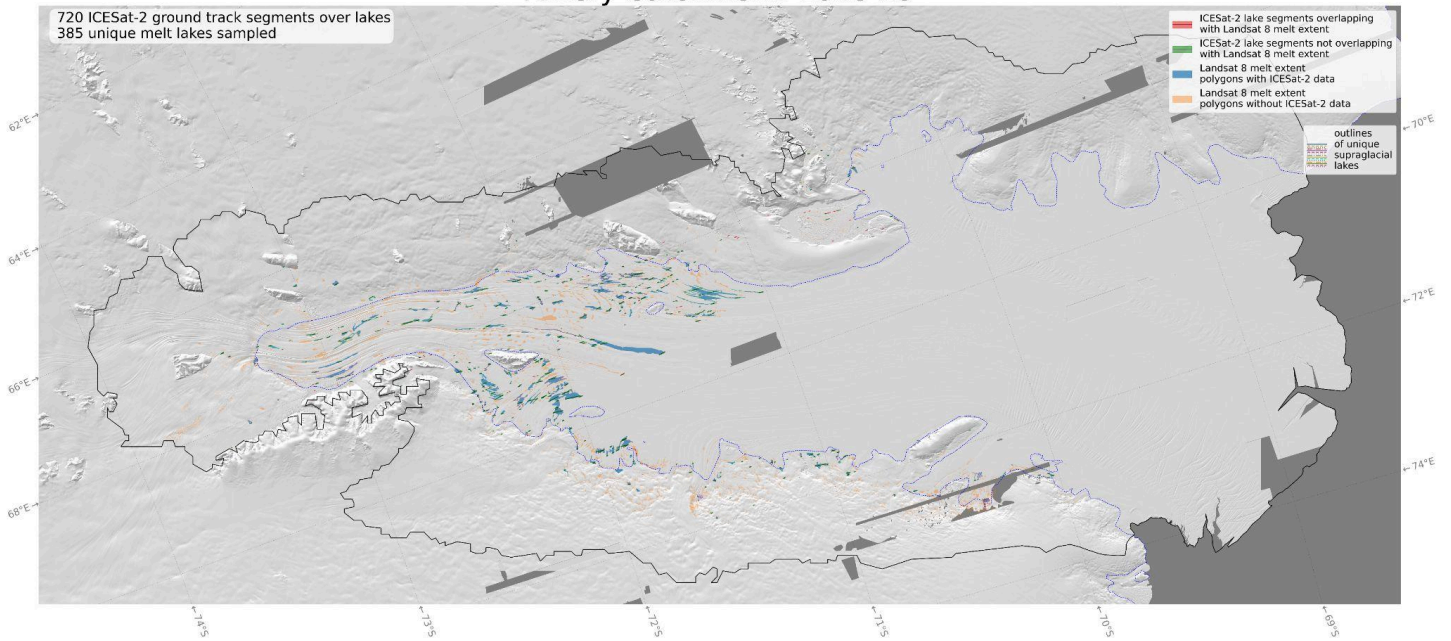 720 ICESat-2 ground track segments over lakes
385 unique melt lakes sampled
ICESat-2 lake segments overlapping
with Landsat 8 melt extent
ICESat-2 lake segments not overlapping
with Landsat 8 melt extent
Landsat 8 melt extent
polygons with ICESat-2 data
Landsat 8 melt extent
polygons without ICESat-2 data
outlines
of unique
supraglacial
lakes
62°E→
64°E→
66°E→
68°E→
←70°E
←72°E
←74°E
←74°S
←73°S
←72°S
←71°S
←70°S
←69°S